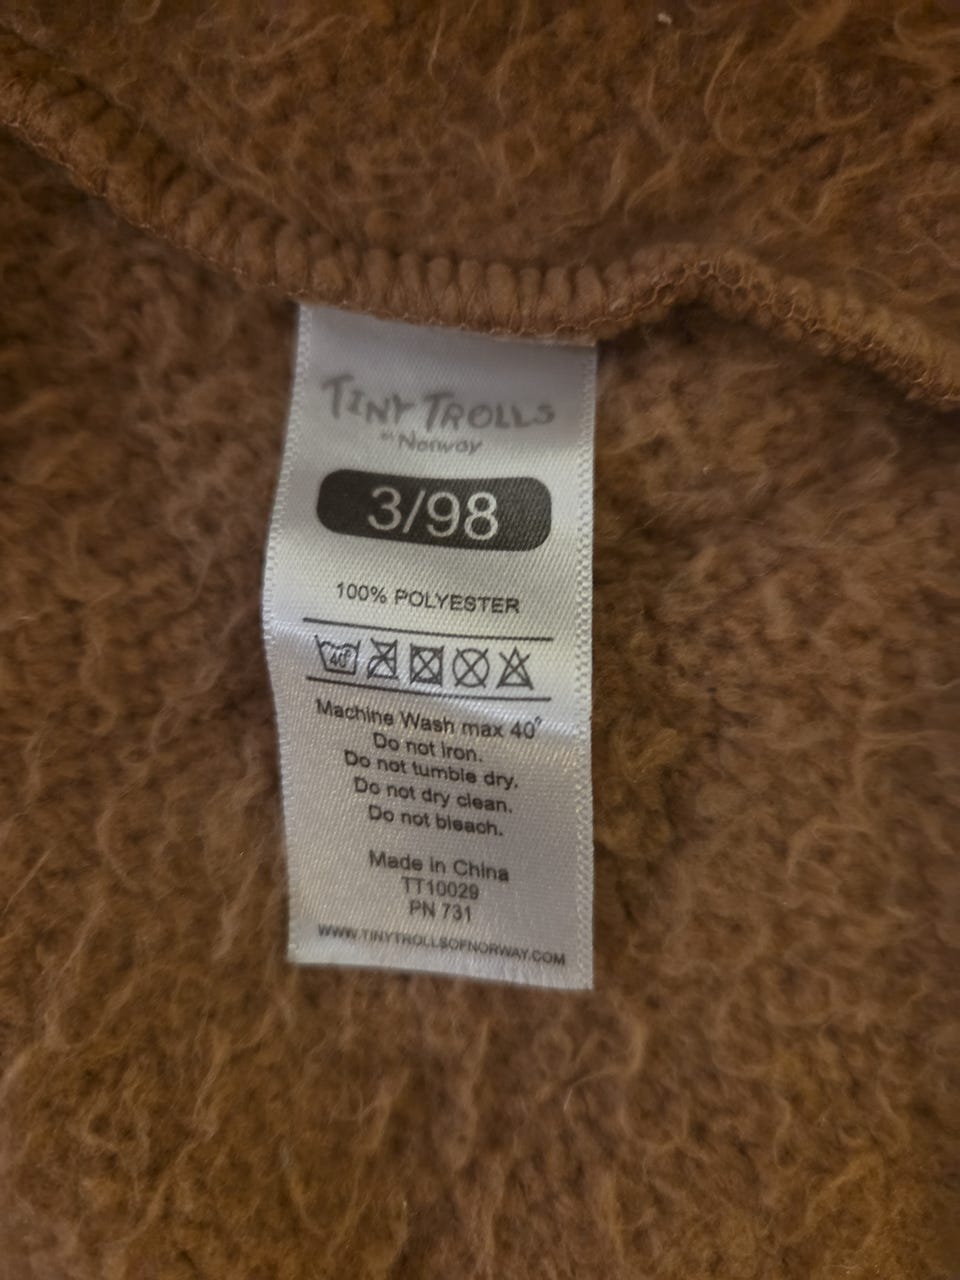 TINY TROLLS
of Norway
3/98
100% POLYESTER
40°
Machine Wash max 40°
Do not iron.
Do not tumble dry.
Do not dry clean.
Do not bleach.
Made in China
TT10029
PN 731
WWW.TINYTROLLSOFNORWAY.COM